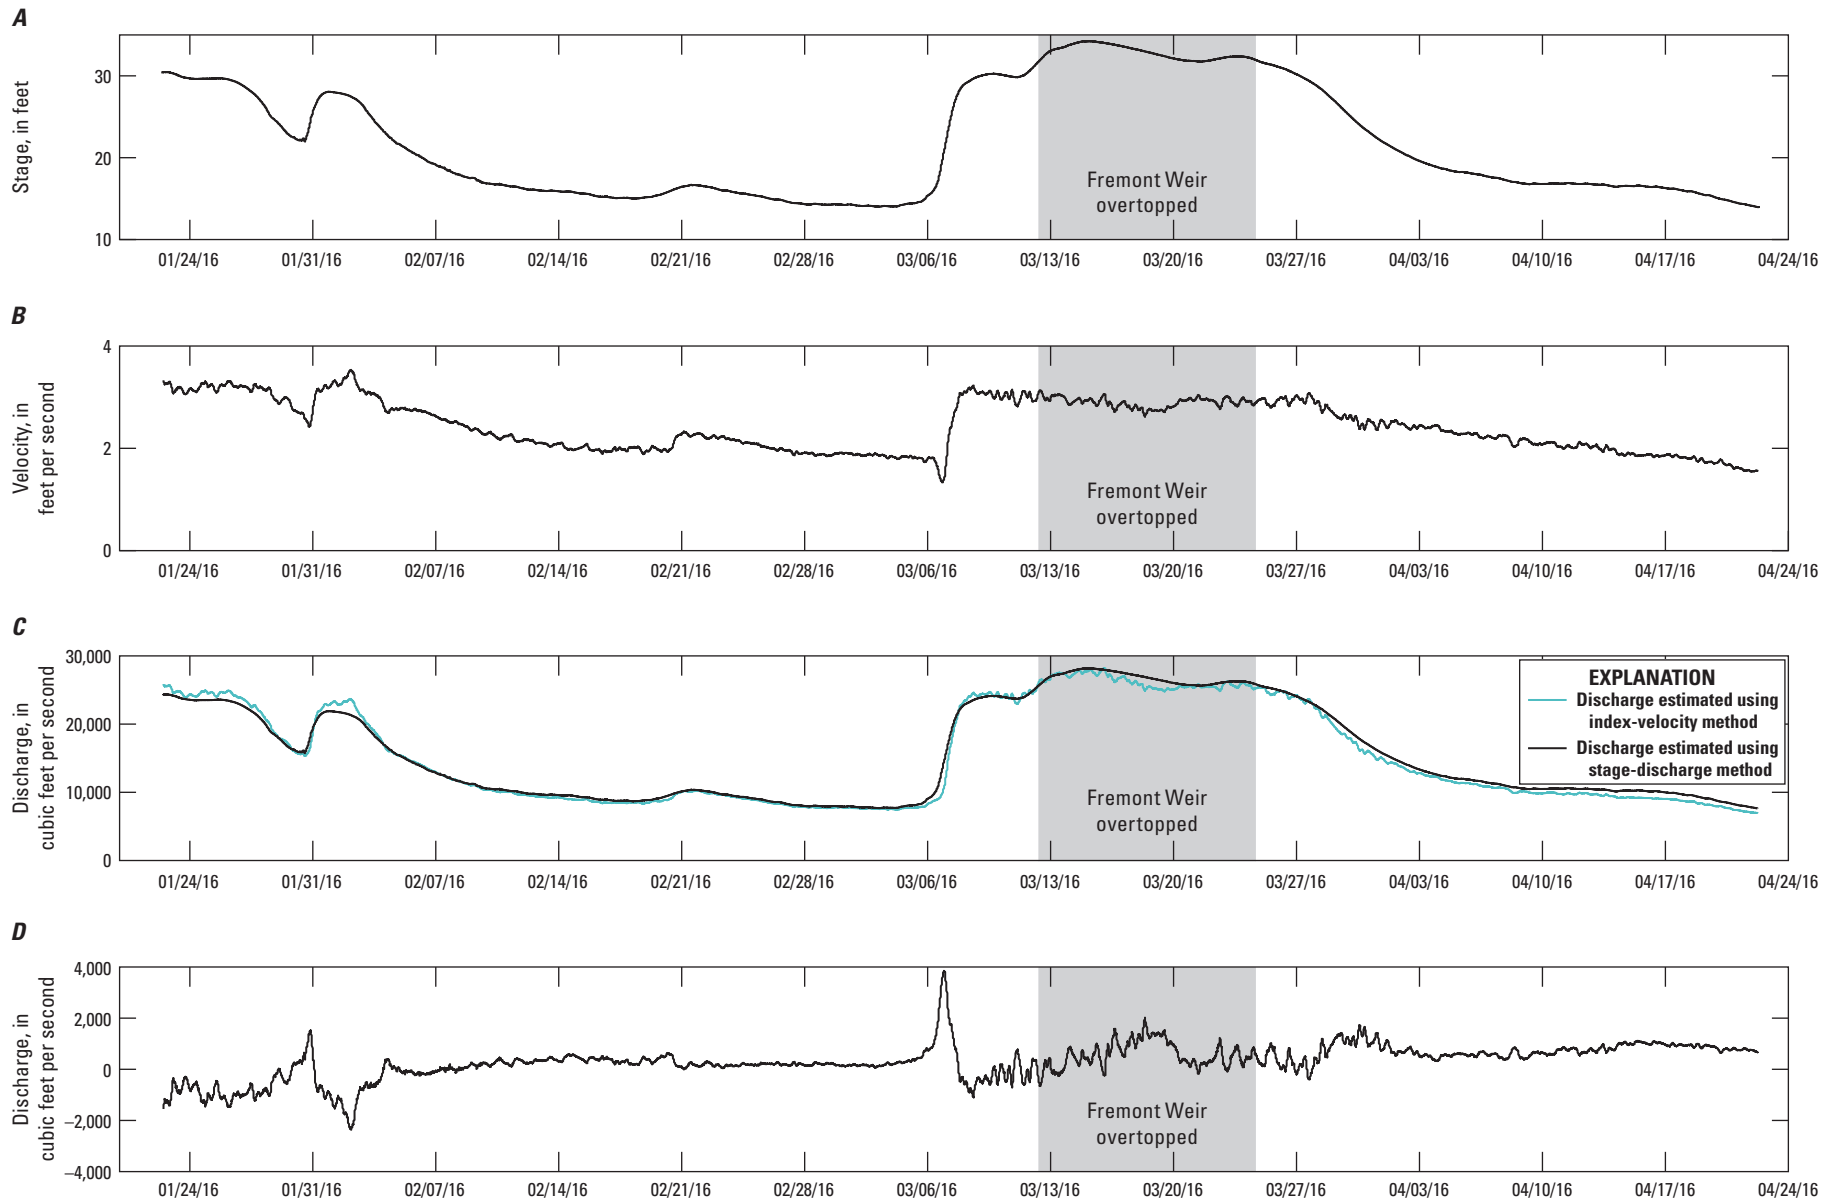 A
Stage, in feet
30
20
10
Fremont Weir
overtopped
01/24/16 01/31/16 02/07/16 02/14/16 02/21/16 02/28/16 03/06/16 03/13/16 03/20/16 03/27/16 04/03/16 04/10/16 04/17/16 04/24/16
B
Velocity, in
feet per second
4
2
0
Fremont Weir
overtopped
01/24/16 01/31/16 02/07/16 02/14/16 02/21/16 02/28/16 03/06/16 03/13/16 03/20/16 03/27/16 04/03/16 04/10/16 04/17/16 04/24/16
C
Discharge, in
cubic feet per second
30,000
20,000
10,000
0
Fremont Weir
overtopped
EXPLANATION
Discharge estimated using
index-velocity method
Discharge estimated using
stage-discharge method
01/24/16 01/31/16 02/07/16 02/14/16 02/21/16 02/28/16 03/06/16 03/13/16 03/20/16 03/27/16 04/03/16 04/10/16 04/17/16 04/24/16
D
Discharge, in
cubic feet per second
4,000
2,000
0
–2,000
–4,000
Fremont Weir
overtopped
01/24/16 01/31/16 02/07/16 02/14/16 02/21/16 02/28/16 03/06/16 03/13/16 03/20/16 03/27/16 04/03/16 04/10/16 04/17/16 04/24/16